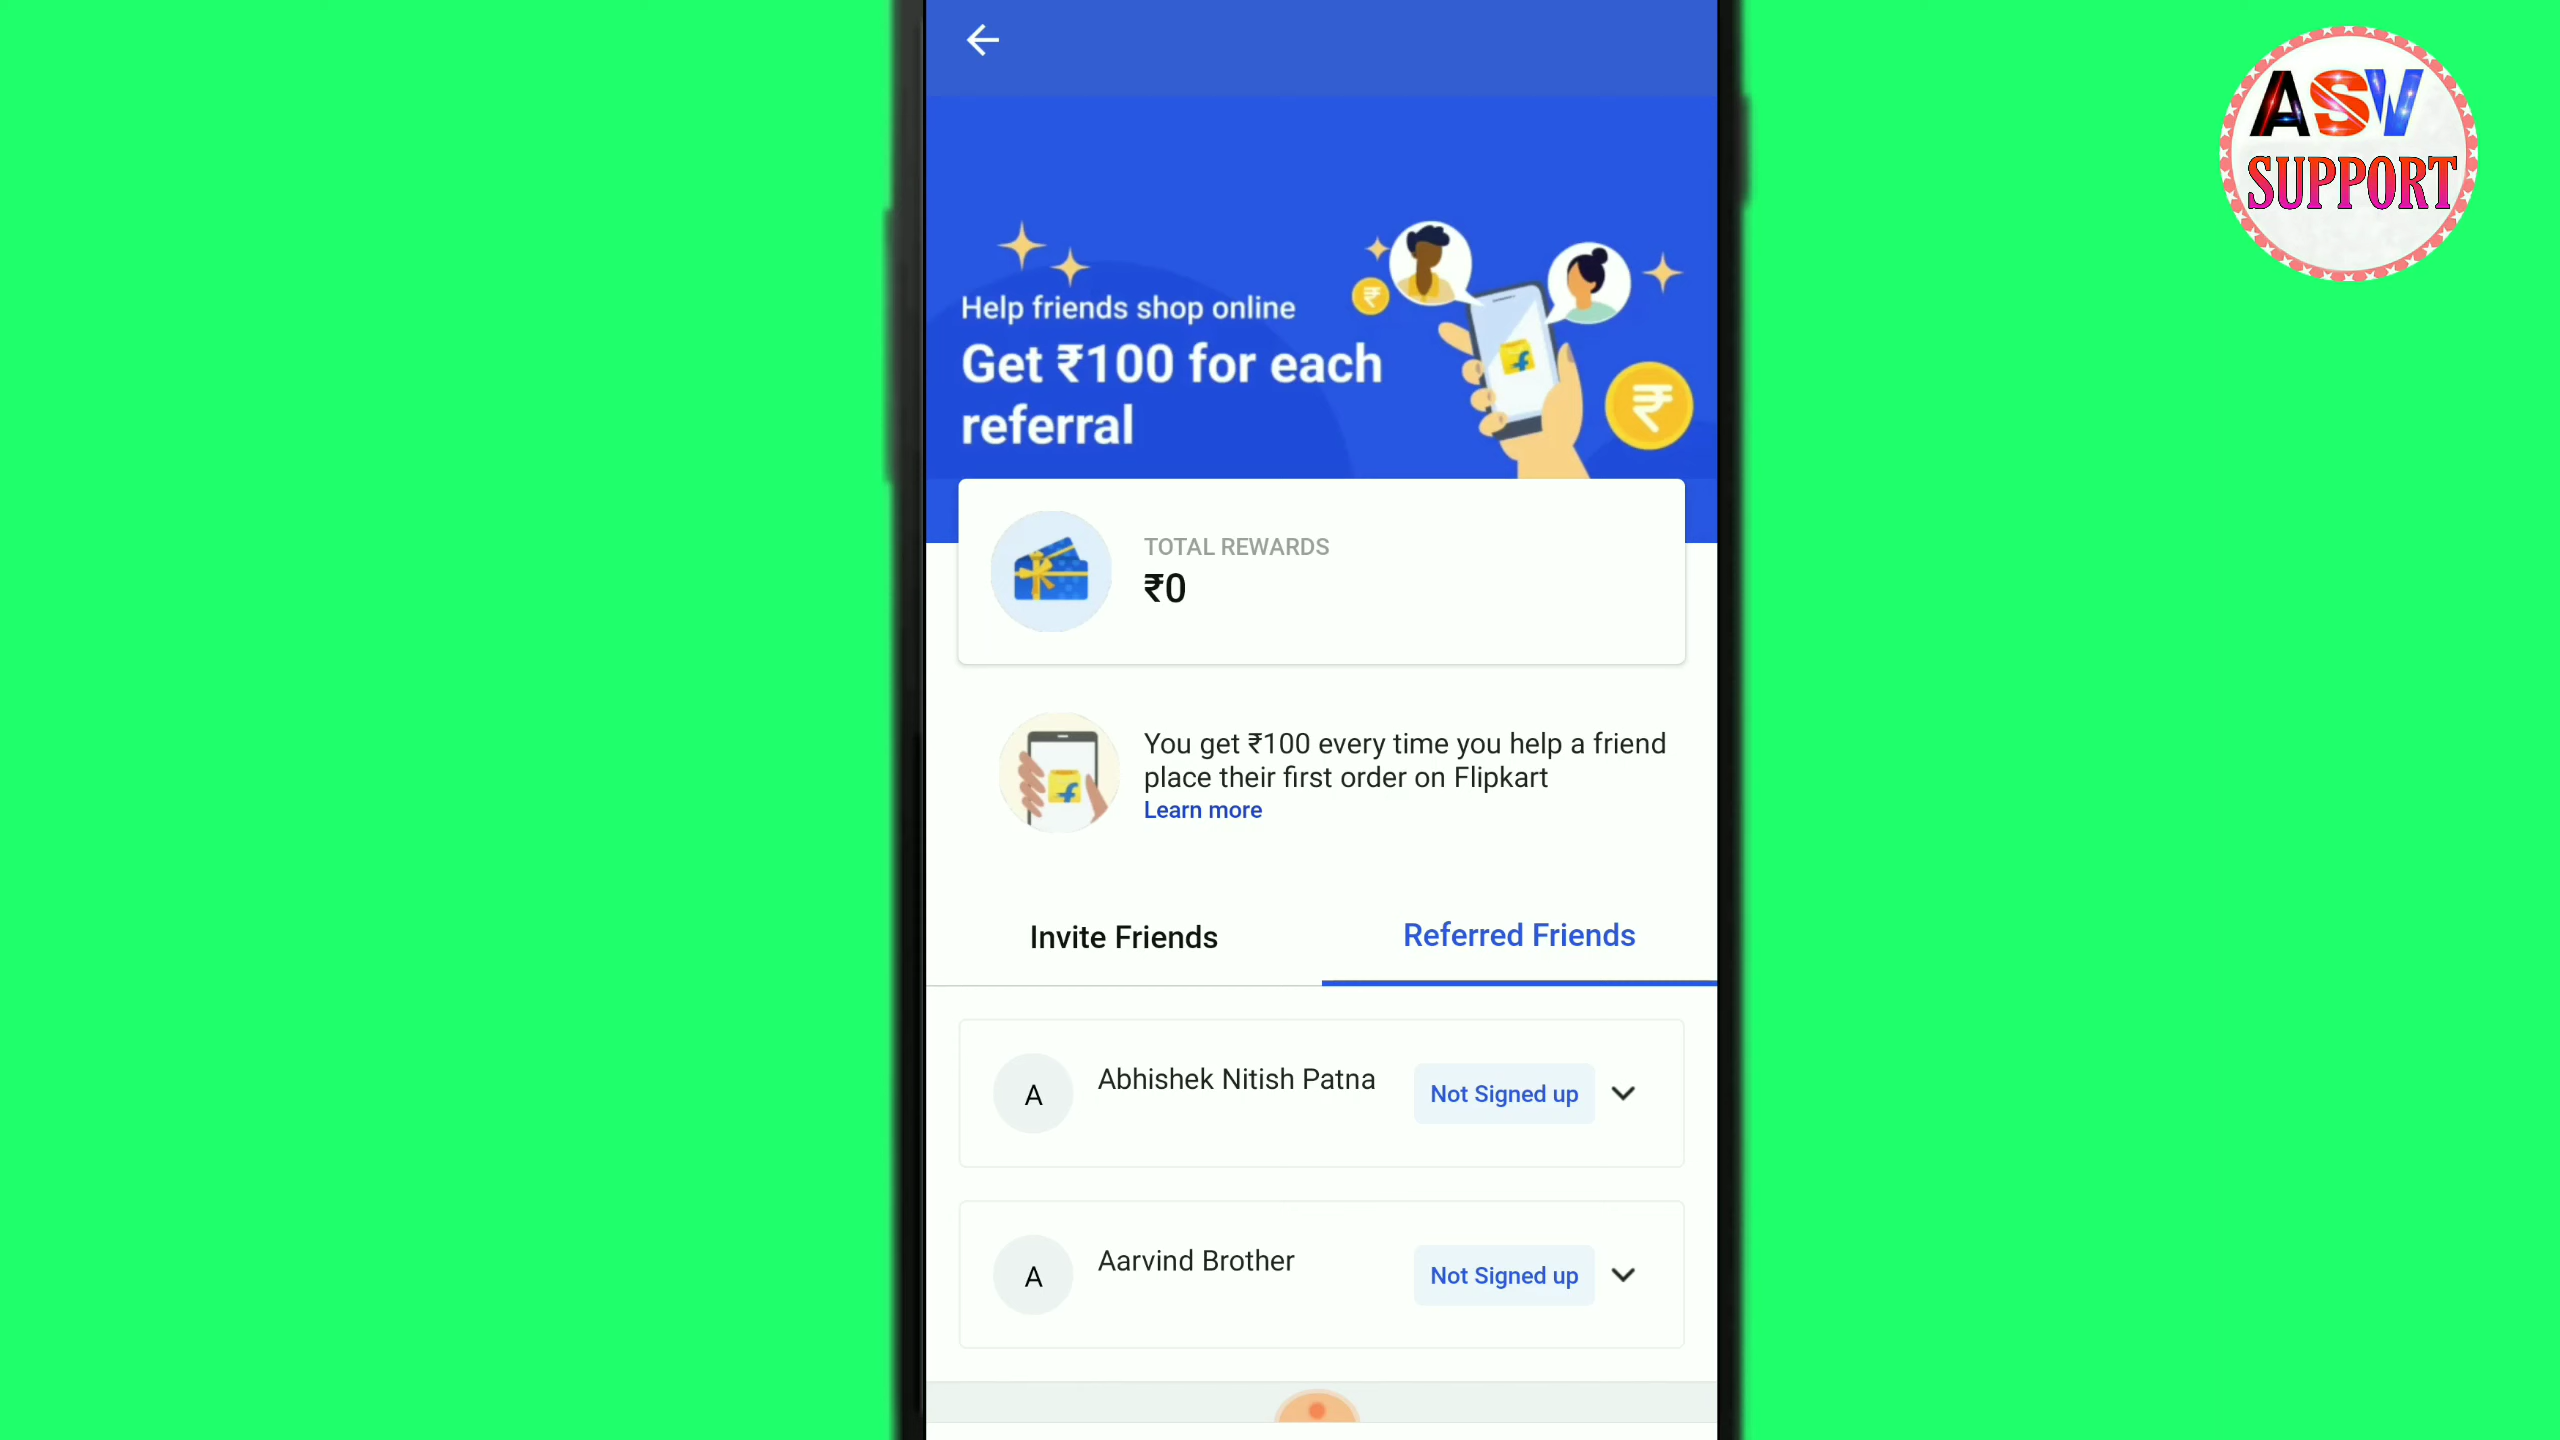 ASV
SUPPORT
Help friends shop online
Get ₹100 for each
referral
TOTAL REWARDS
₹0
You get ₹100 every time you help a friend
place their first order on Flipkart
Learn more
Invite Friends
Referred Friends
A
Abhishek Nitish Patna
Not Signed up
A
Aarvind Brother
Not Signed up